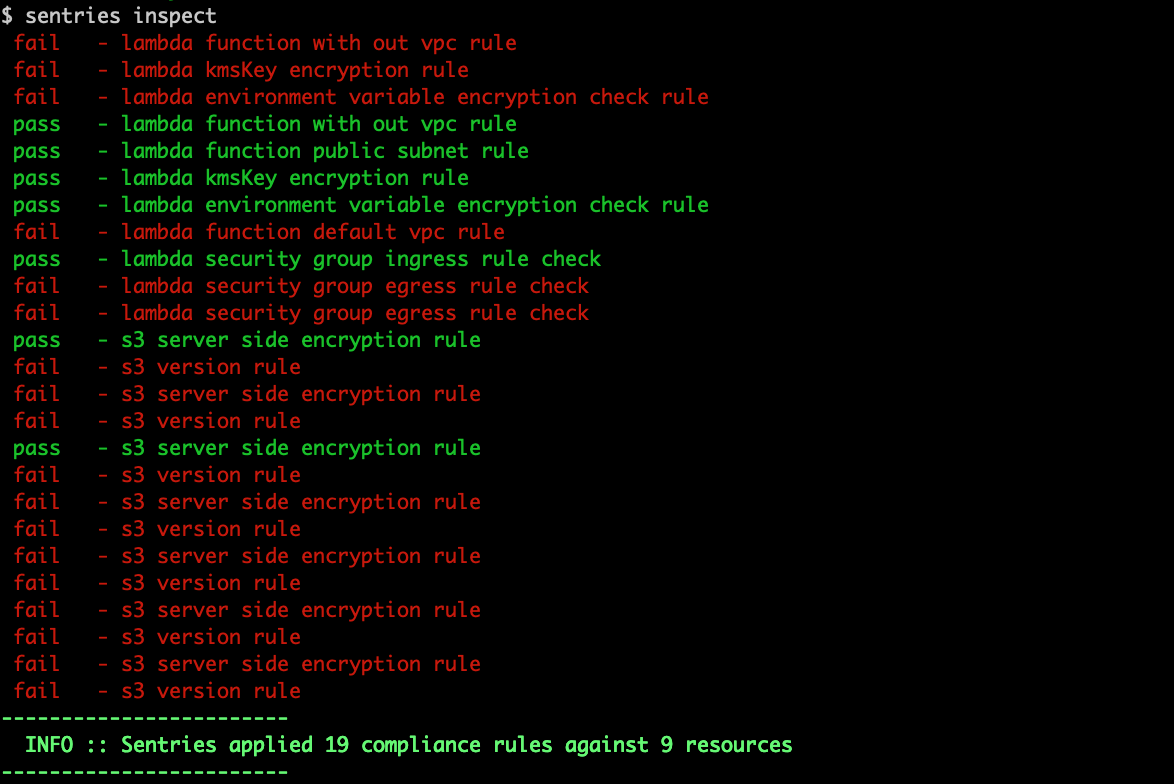 $ sentries inspect
fail - lambda function with out vpc rule
fail - lambda kmsKey encryption rule
fail - lambda environment variable encryption check rule
pass - lambda function with out vpc rule
pass - lambda function public subnet rule
pass - lambda kmsKey encryption rule
pass - lambda environment variable encryption check rule
fail - lambda function default vpc rule
pass - lambda security group ingress rule check
fail - lambda security group egress rule check
fail - lambda security group egress rule check
pass - s3 server side encryption rule
fail - s3 version rule
fail - s3 server side encryption rule
fail - s3 version rule
pass - s3 server side encryption rule
fail - s3 version rule
fail - s3 server side encryption rule
fail - s3 version rule
fail - s3 server side encryption rule
fail - s3 version rule
fail - s3 server side encryption rule
fail - s3 version rule
fail - s3 server side encryption rule
fail - s3 version rule
------------------------
INFO :: Sentries applied 19 compliance rules against 9 resources
------------------------